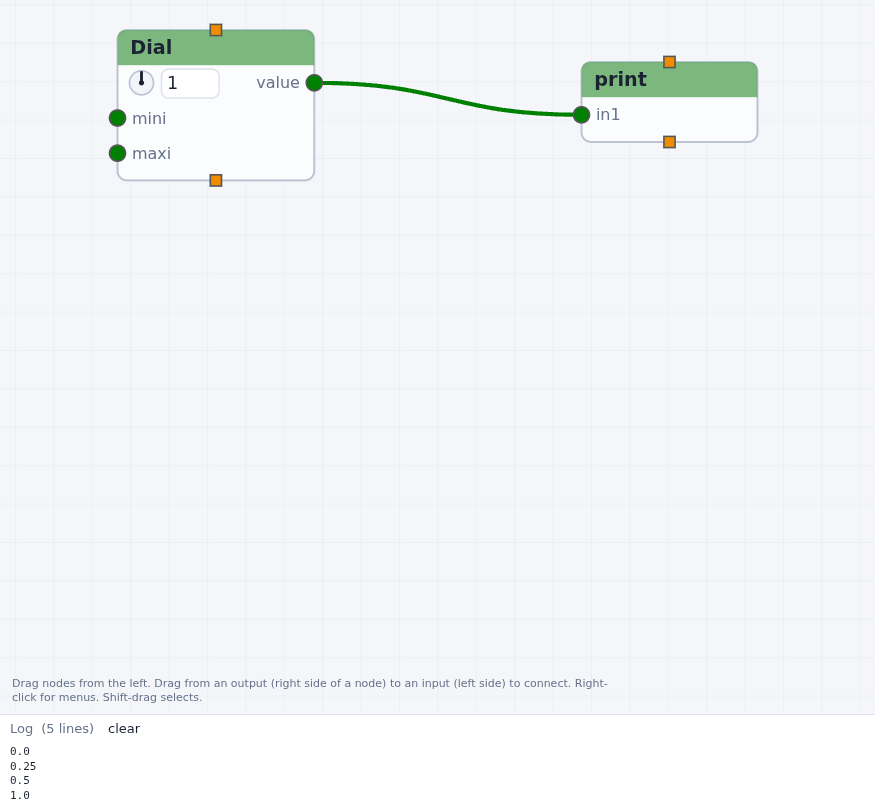 Dial
1 value
mini
maxi
print
in1
Drag nodes from the left. Drag from an output (right side of a node) to an input (left side) to connect. Right-
click for menus. Shift-drag selects.
Log (5 lines) clear
0.0
0.25
0.5
1.0